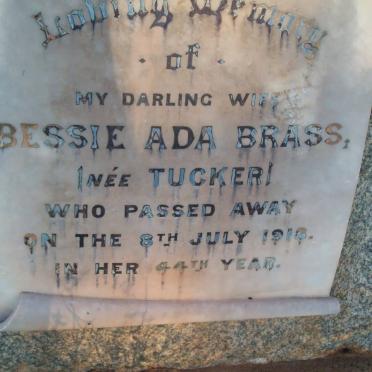 Loving Memory
· of ·
MY DARLING WIFE
BESSIE ADA BRASS,
(NÉE TUCKER)
WHO PASSED AWAY
ON THE 8TH JULY 1918.
IN HER 44TH YEAR.